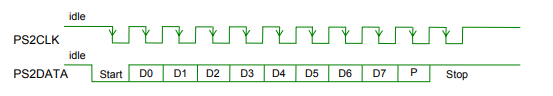 idle
PS2CLK
idle
PS2DATA Start D0 D1 D2 D3 D4 D5 D6 D7 P Stop